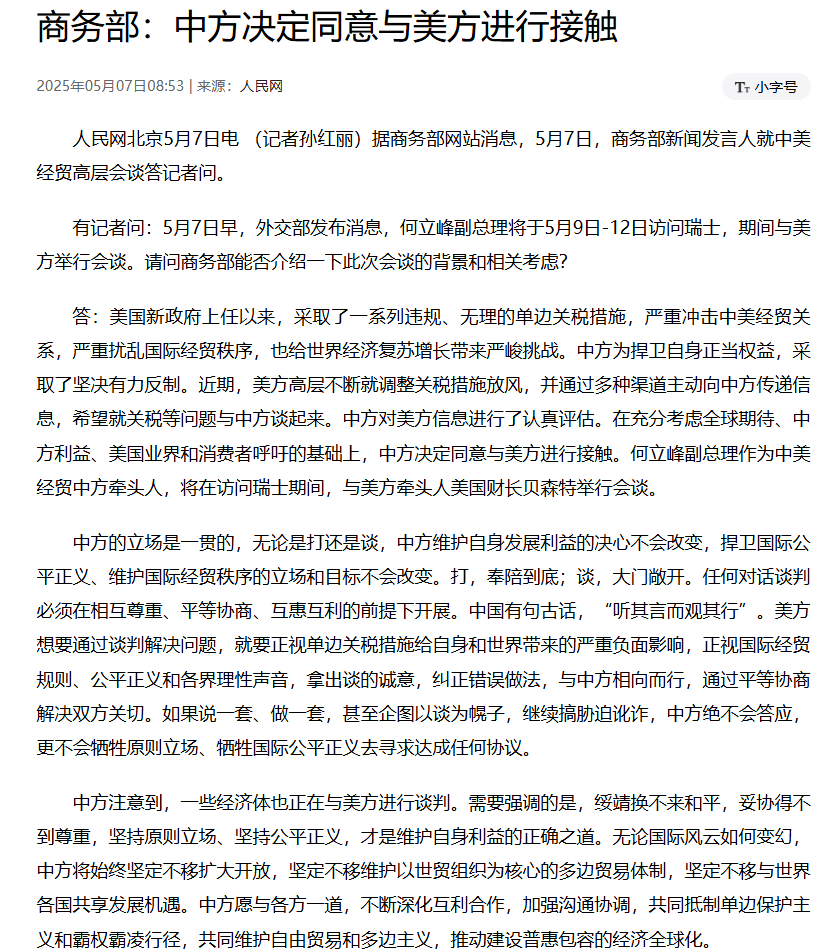 商务部：中方决定同意与美方进行接触
2025年05月07日08:53 | 来源：人民网
TT 小字号
人民网北京5月7日电 （记者孙红丽）据商务部网站消息，5月7日，商务部新闻发言人就中美
经贸高层会谈答记者问。
有记者问：5月7日早，外交部发布消息，何立峰副总理将于5月9日-12日访问瑞士，期间与美
方举行会谈。请问商务部能否介绍一下此次会谈的背景和相关考虑？
答：美国新政府上任以来，采取了一系列违规、无理的单边关税措施，严重冲击中美经贸关
系，严重扰乱国际经贸秩序，也给世界经济复苏增长带来严峻挑战。中方为捍卫自身正当权益，采
取了坚决有力反制。近期，美方高层不断就调整关税措施放风，并通过多种渠道主动向中方传递信
息，希望就关税等问题与中方谈起来。中方对美方信息进行了认真评估。在充分考虑全球期待、中
方利益、美国业界和消费者呼吁的基础上，中方决定同意与美方进行接触。何立峰副总理作为中美
经贸中方牵头人，将在访问瑞士期间，与美方牵头人美国财长贝森特举行会谈。
中方的立场是一贯的，无论是打还是谈，中方维护自身发展利益的决心不会改变，捍卫国际公
平正义、维护国际经贸秩序的立场和目标不会改变。打，奉陪到底；谈，大门敞开。任何对话谈判
必须在相互尊重、平等协商、互惠互利的前提下开展。中国有句古话，“听其言而观其行”。美方
想要通过谈判解决问题，就要正视单边关税措施给自身和世界带来的严重负面影响，正视国际经贸
规则、公平正义和各界理性声音，拿出谈的诚意，纠正错误做法，与中方相向而行，通过平等协商
解决双方关切。如果说一套、做一套，甚至企图以谈为幌子，继续搞胁迫讹诈，中方绝不会答应，
更不会牺牲原则立场、牺牲国际公平正义去寻求达成任何协议。
中方注意到，一些经济体也正在与美方进行谈判。需要强调的是，绥靖换不来和平，妥协得不
到尊重，坚持原则立场、坚持公平正义，才是维护自身利益的正确之道。无论国际风云如何变幻，
中方将始终坚定不移扩大开放，坚定不移维护以世贸组织为核心的多边贸易体制，坚定不移与世界
各国共享发展机遇。中方愿与各方一道，不断深化互利合作，加强沟通协调，共同抵制单边保护主
义和霸权霸凌行径，共同维护自由贸易和多边主义，推动建设普惠包容的经济全球化。